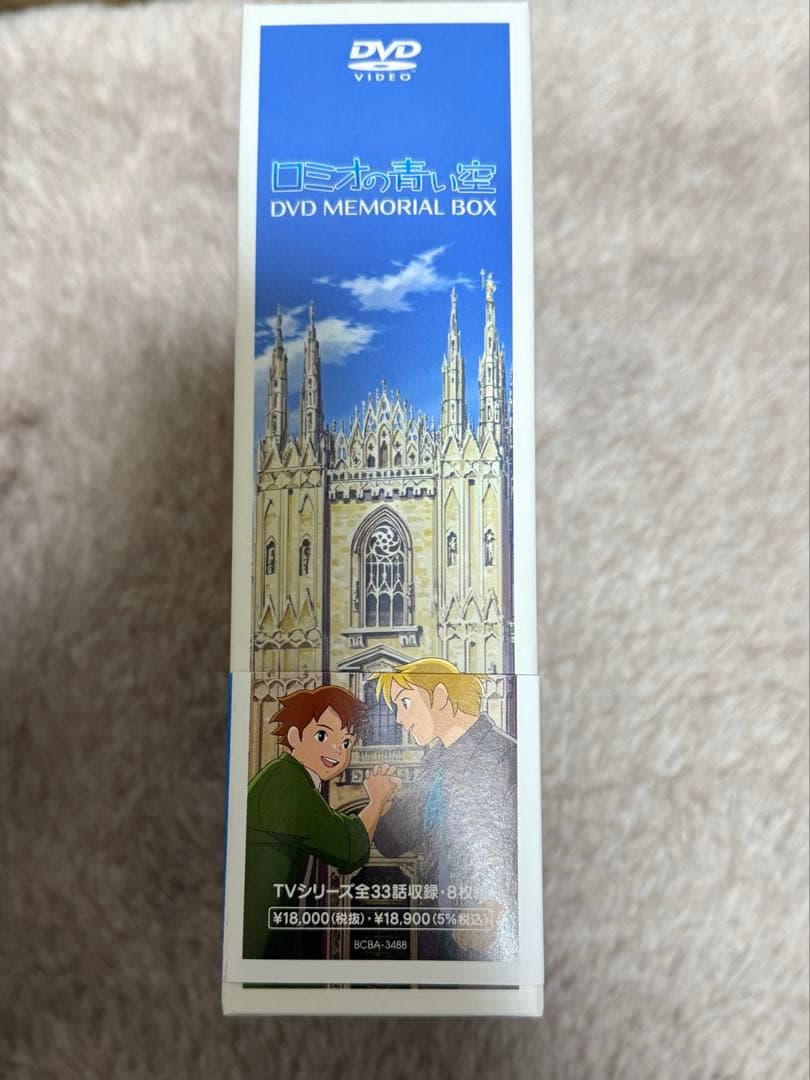 DVD
VIDEO
ロミオの青い空
DVD MEMORIAL BOX
TVシリーズ全33話収録・8枚
¥18,000(税抜)・¥18,900(5%税込)
BCBA-3488